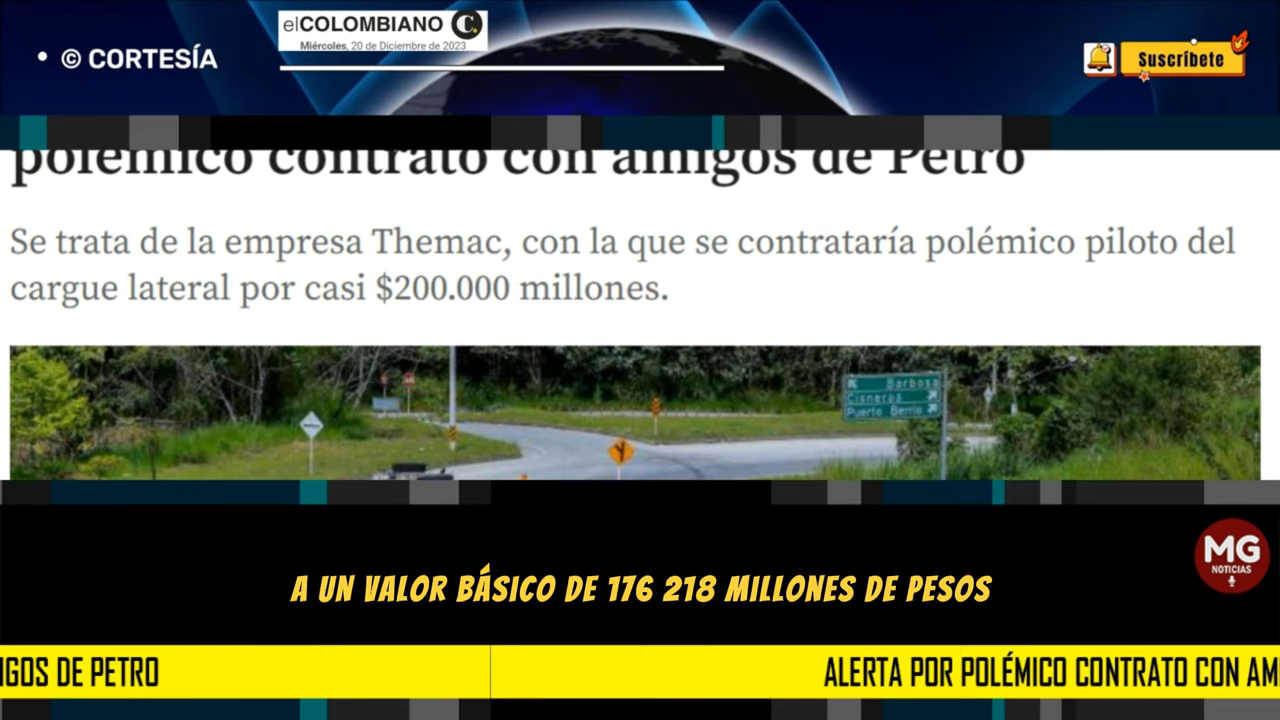 elCOLOMBIANO C.
Miércoles, 20 de Diciembre de 2023
• © CORTESÍA
Suscríbete
polémico contrato con amigos de Petro
Se trata de la empresa Themac, con la que se contrataría polémico piloto del
cargue lateral por casi $200.000 millones.
Barbosa
Cisneros
Puerto Berrío
MG
NOTICIAS
A UN VALOR BÁSICO DE 176 218 MILLONES DE PESOS
IGOS DE PETRO
ALERTA POR POLÉMICO CONTRATO CON AM